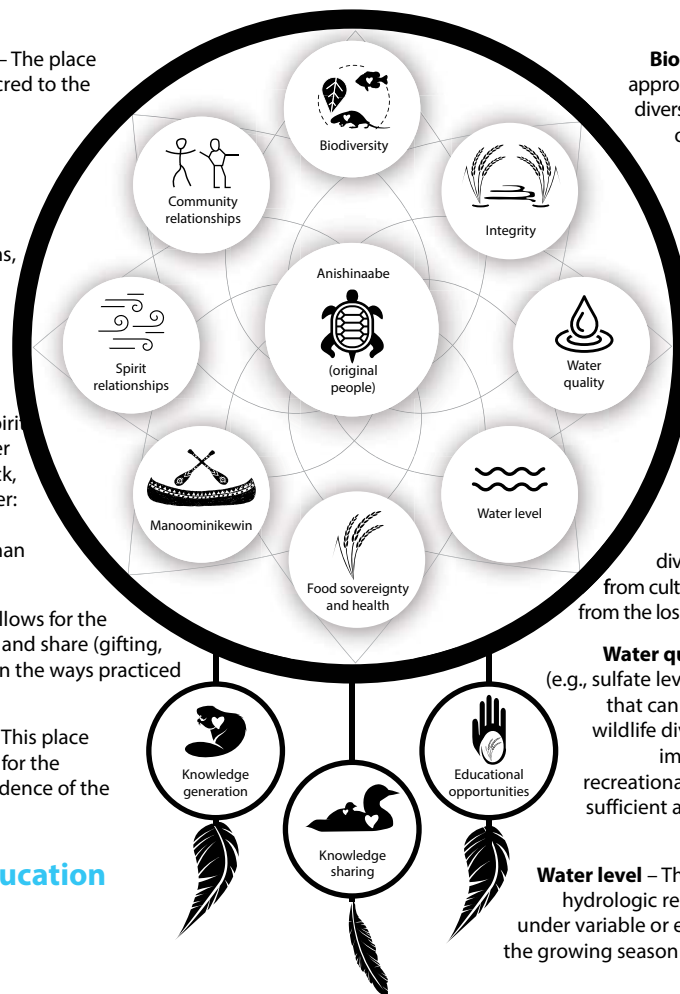 – The place
cred to the
ns,
pirit
er
ck,
er:
llows for the
and share (gifting,
n the ways practiced
This place
for the
dence of the
ucation
Biodiversity
Community
relationships
Integrity
Anishinaabe
(original
people)
Spirit
relationships
Water
quality
Manoominikewin
Water level
Food sovereignty
and health
Knowledge
generation
Knowledge
sharing
Educational
opportunities
Bio
appro
divers
div
from cult
from the los
Water qu
(e.g., sulfate lev
that can
wildlife div
im
recreationa
sufficient a
Water level – Th
hydrologic re
under variable or e
the growing season